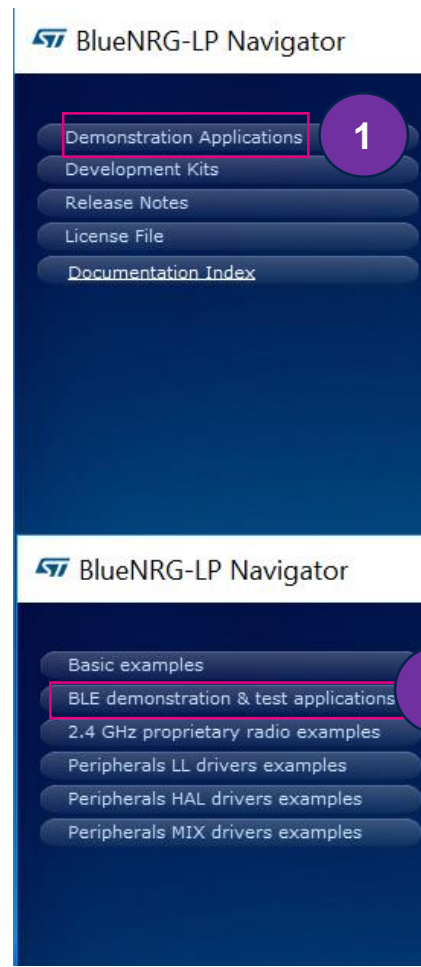 ST BlueNRG-LP Navigator
Demonstration Applications
1
Development Kits
Release Notes
License File
Documentation Index
ST BlueNRG-LP Navigator
Basic examples
BLE demonstration & test applications
2.4 GHz proprietary radio examples
Peripherals LL drivers examples
Peripherals HAL drivers examples
Peripherals MIX drivers examples